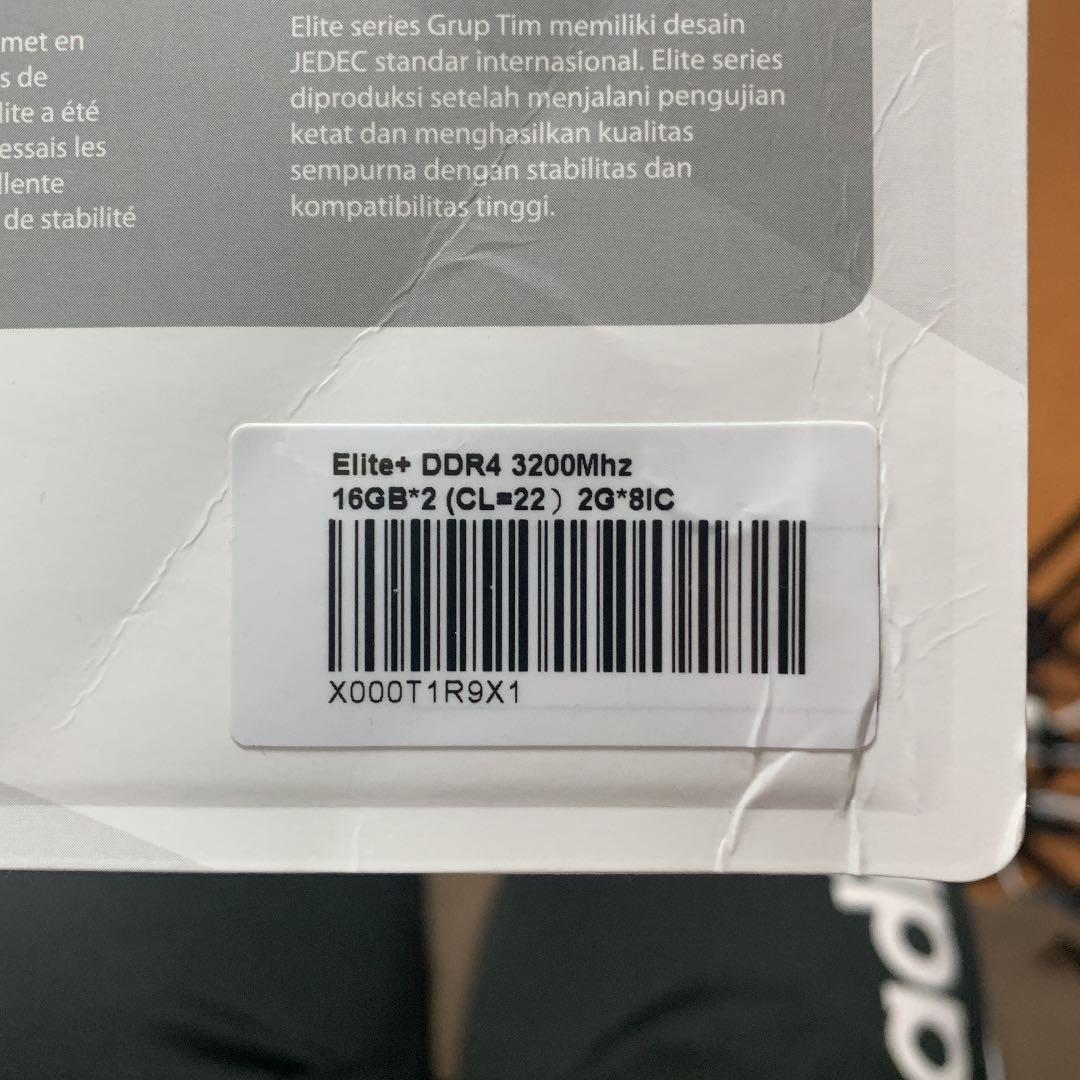 met en
s de
lite a été
essais les
llente
de stabilité
Elite series Grup Tim memiliki desain
JEDEC standar internasional. Elite series
diproduksi setelah menjalani pengujian
ketat dan menghasilkan kualitas
sempurna dengan stabilitas dan
kompatibilitas tinggi.
Elite+ DDR4 3200Mhz
16GB*2 (CL=22） 2G*8IC
X000T1R9X1